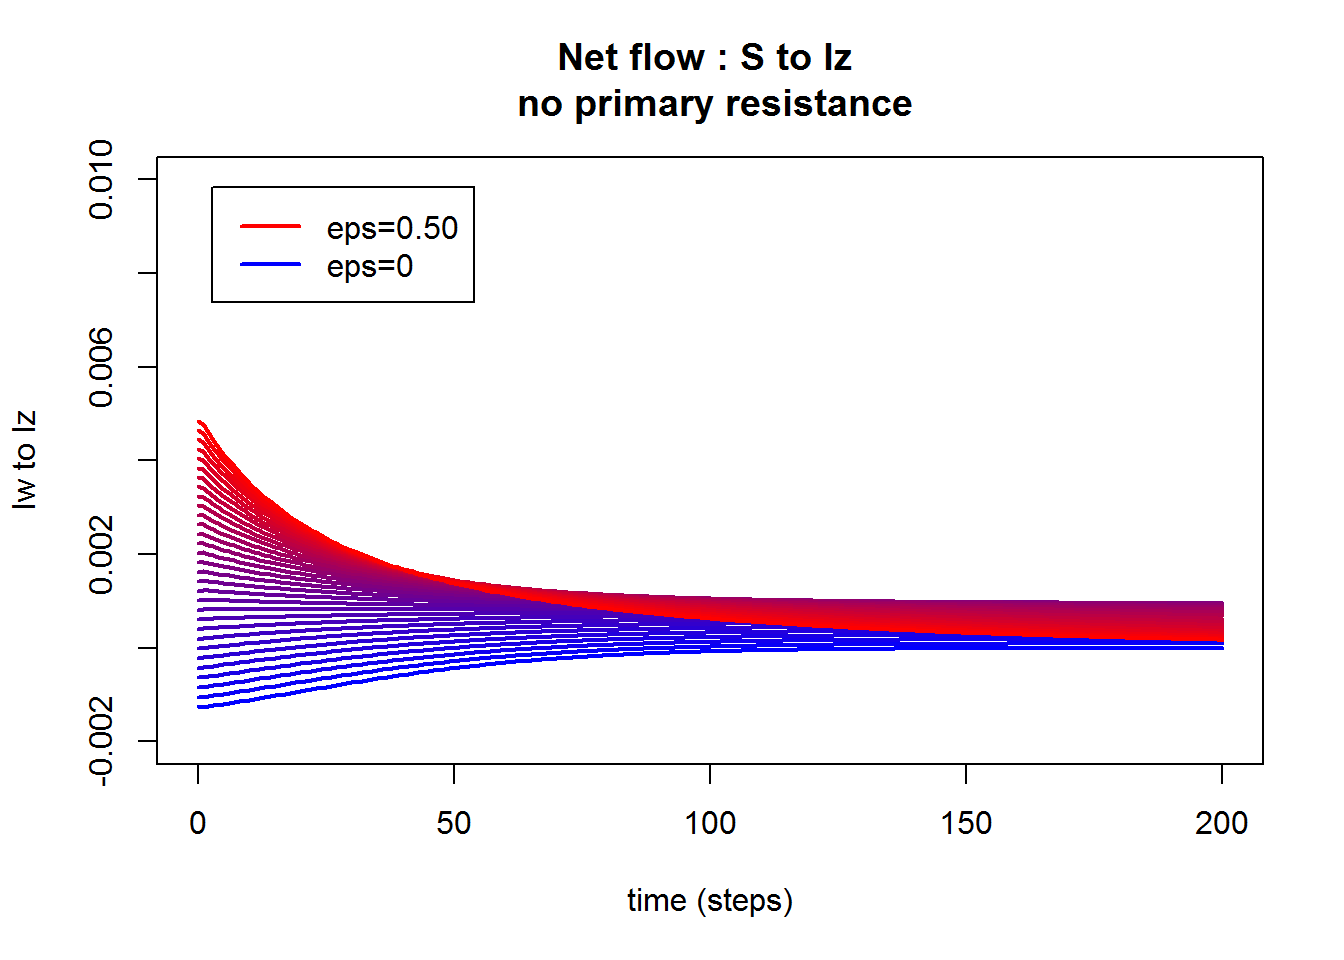 Net flow : S to Iz
no primary resistance
0.010
0.006
0.002
-0.002
Iw to Iz
eps=0.50
eps=0
0
50
100
150
200
time (steps)